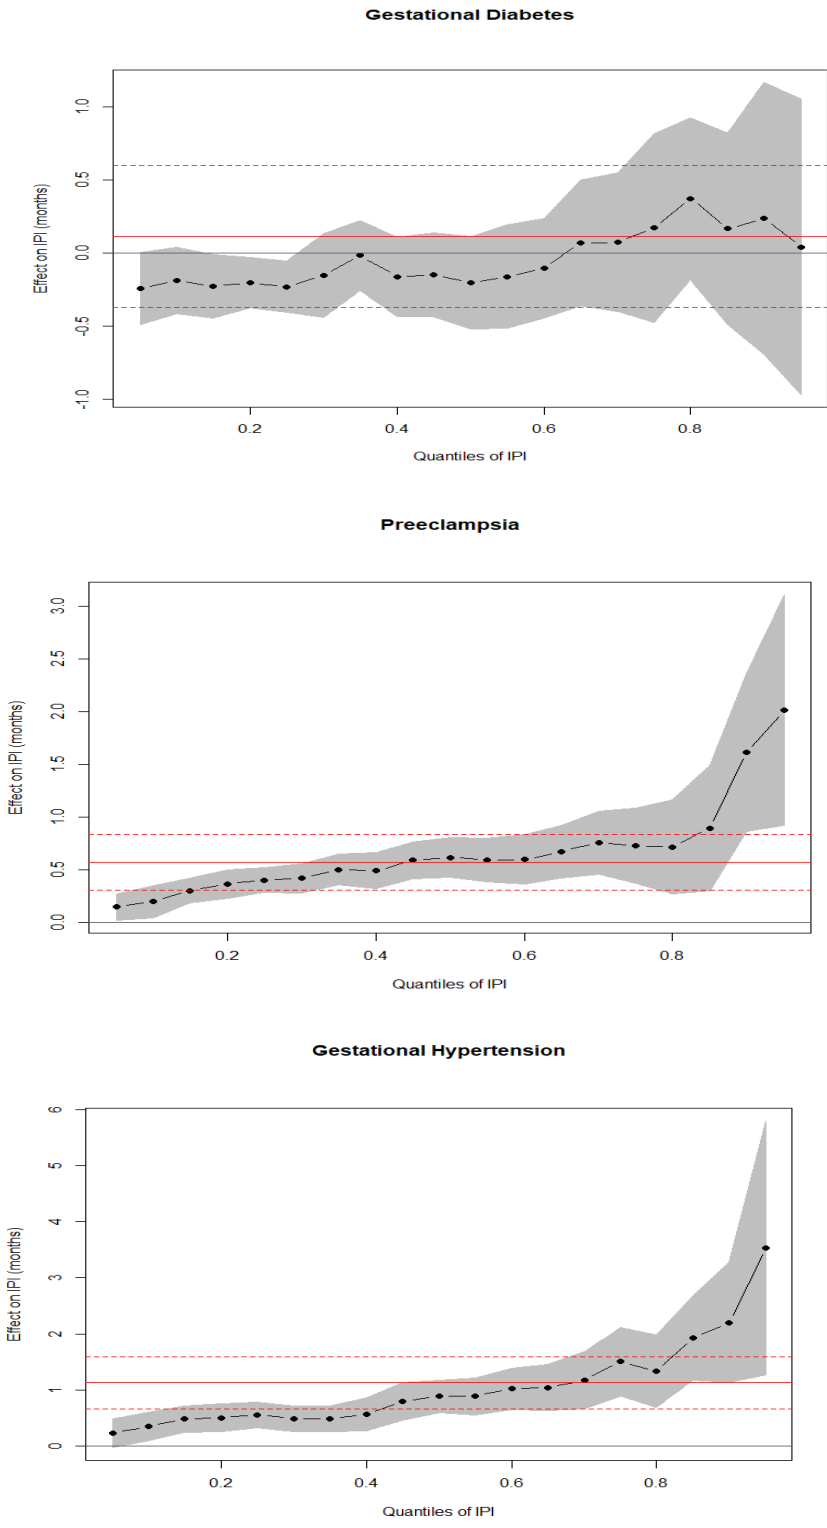 Gestational Diabetes
Effect on IPI (months)
1.0
0.5
0.0
-0.5
-1.0
0.2 0.4 0.6 0.8
Quantiles of IPI
Preeclampsia
Effect on IPI (months)
3.0
2.5
2.0
1.5
1.0
0.5
0.0
0.2 0.4 0.6 0.8
Quantiles of IPI
Gestational Hypertension
Effect on IPI (months)
6
5
4
3
2
1
0
0.2 0.4 0.6 0.8
Quantiles of IPI